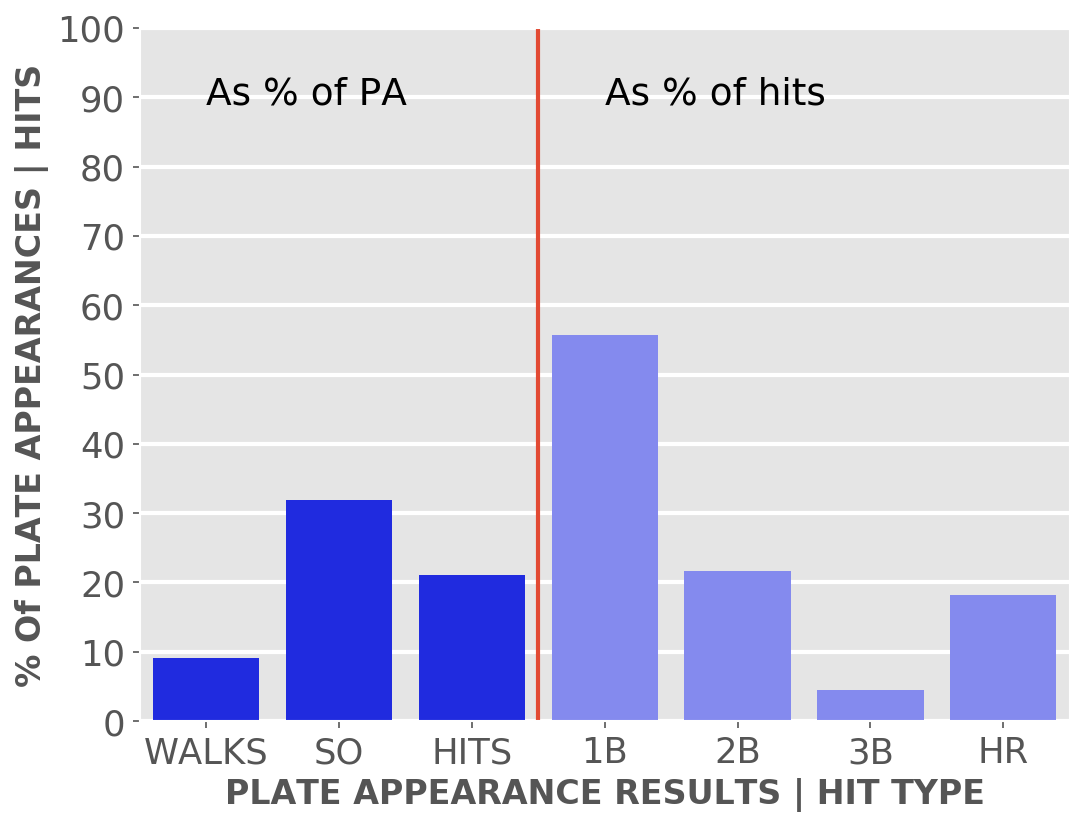 % Of PLATE APPEARANCES | HITS
100
90
80
70
60
50
40
30
20
10
0
As % of PA
As % of hits
WALKS SO HITS 1B 2B 3B HR
PLATE APPEARANCE RESULTS | HIT TYPE